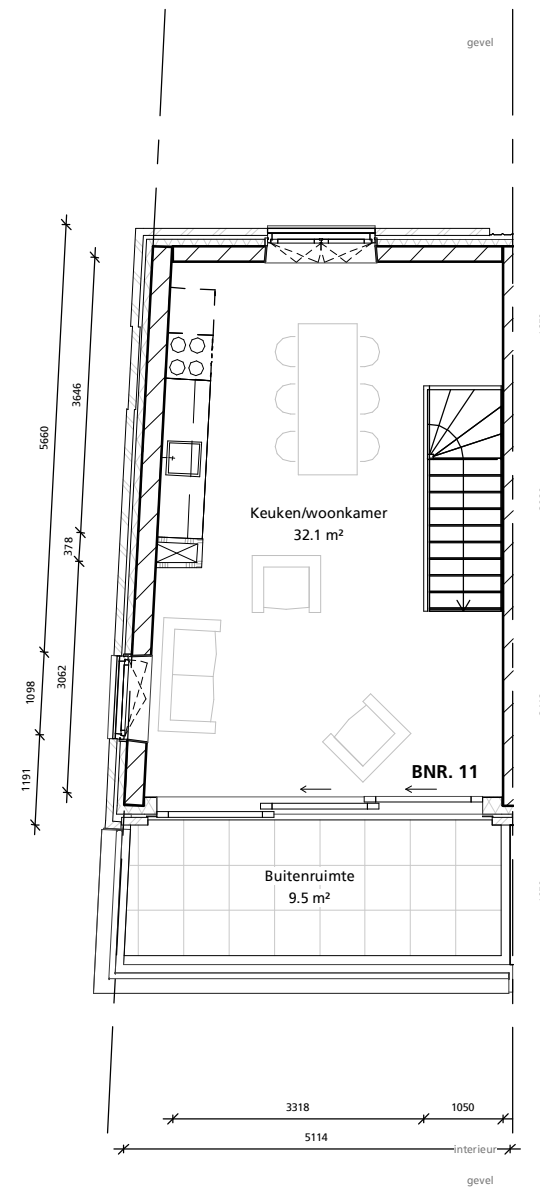 gevel
3646
5660
Keuken/woonkamer
32.1 m²
378
3062
1098
1191
BNR. 11
Buitenruimte
9.5 m²
3318
1050
5114
interieur
gevel